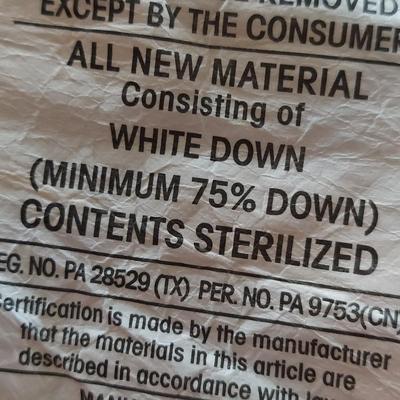 REMOVED
EXCEPT BY THE CONSUMER
ALL NEW MATERIAL
Consisting of
WHITE DOWN
(MINIMUM 75% DOWN)
CONTENTS STERILIZED
EG. NO. PA 28529 (TX) PER. NO. PA 9753(CN)
Certification is made by the manufacturer
that the materials in this article are
described in accordance with